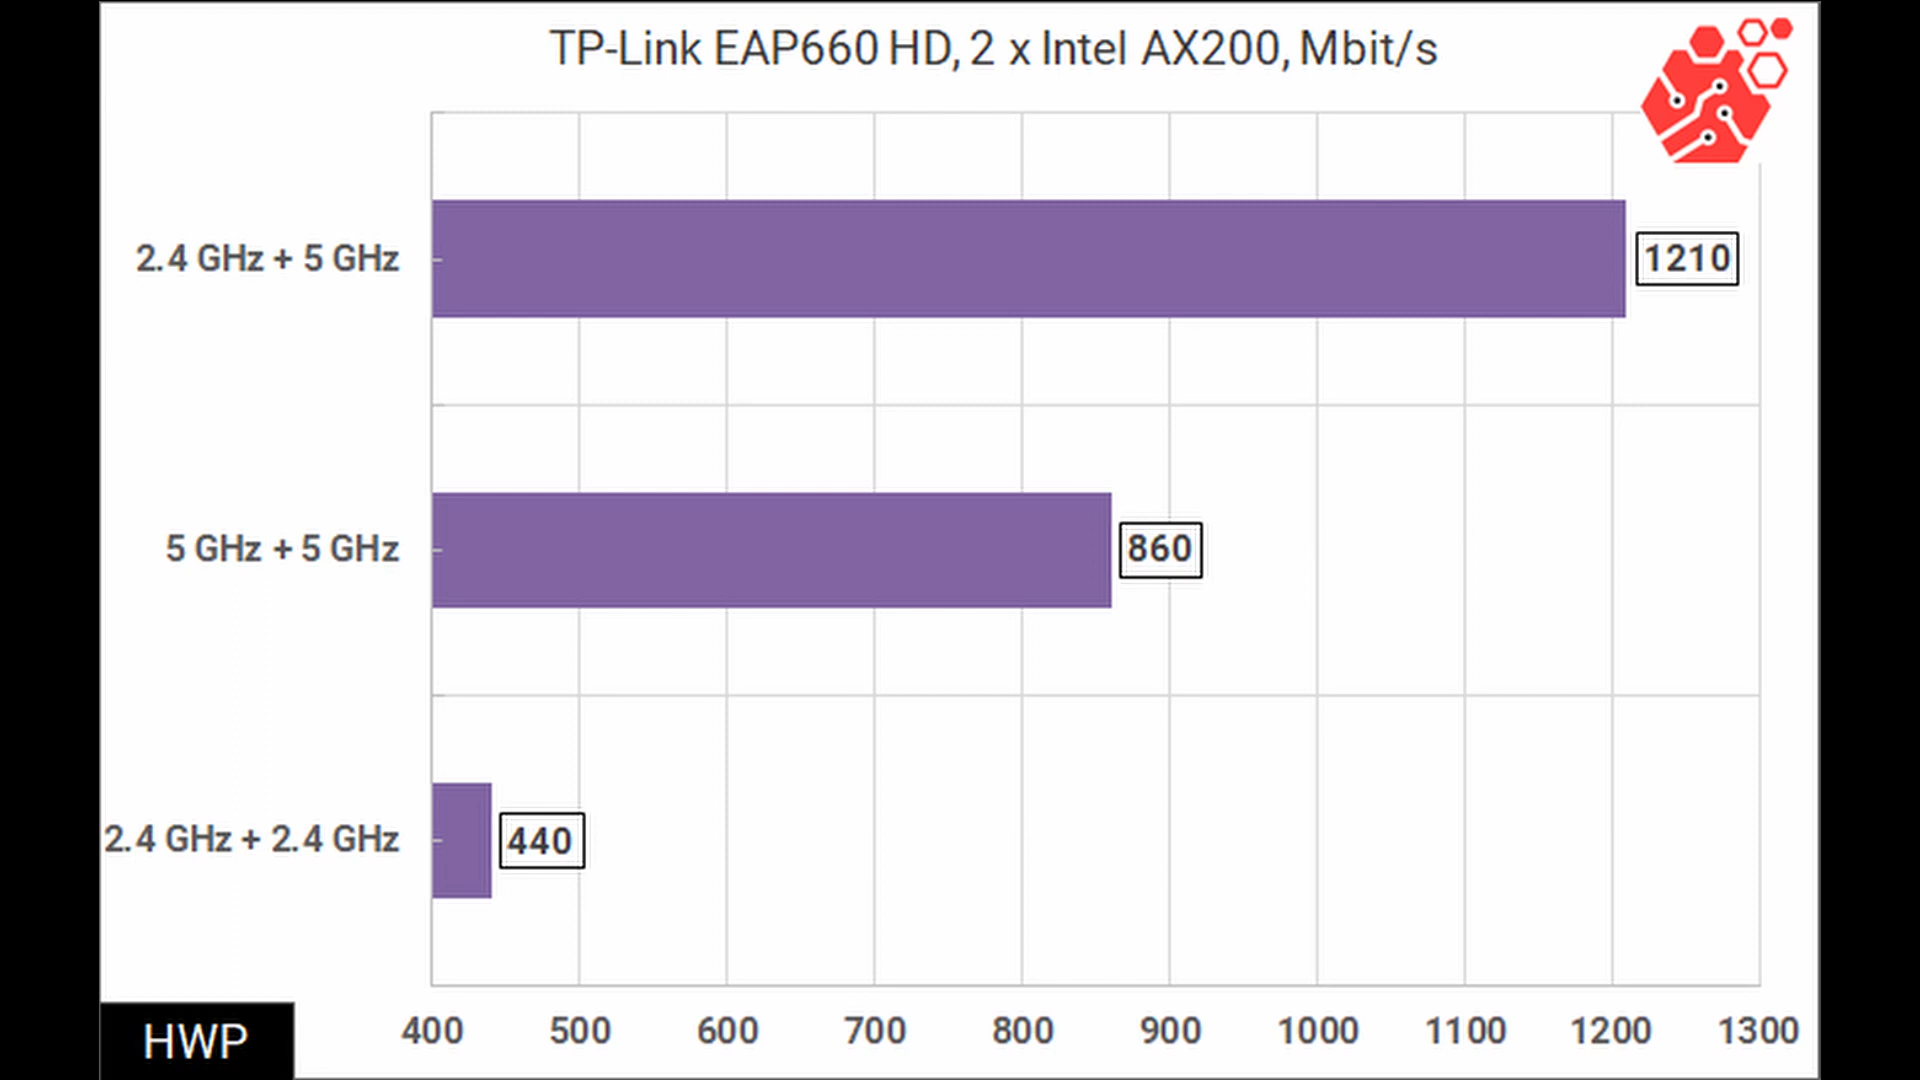 TP-Link EAP660 HD, 2 x Intel AX200, Mbit/s
2.4 GHz + 5 GHz
1210
5 GHz + 5 GHz
860
2.4 GHz + 2.4 GHz
440
400 500 600 700 800 900 1000 1100 1200 1300
HWP